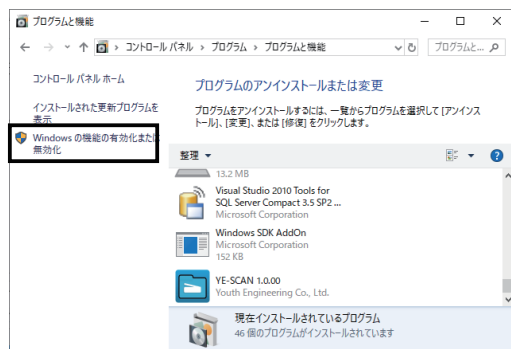 プログラムと機能
コントロール パネル › プログラム › プログラムと機能
プログラムと...
コントロール パネル ホーム
インストールされた更新プログラムを
表示
Windows の機能の有効化または
無効化
プログラムのアンインストールまたは変更
プログラムをアンインストールするには、一覧からプログラムを選択して [アンインス
トール]、[変更]、または [修復] をクリックします。
整理
13.2 MB
Visual Studio 2010 Tools for
SQL Server Compact 3.5 SP2 ...
Microsoft Corporation
Windows SDK AddOn
Microsoft Corporation
152 KB
YE-SCAN 1.0.00
Youth Engineering Co., Ltd.
現在インストールされているプログラム
46 個のプログラムがインストールされています